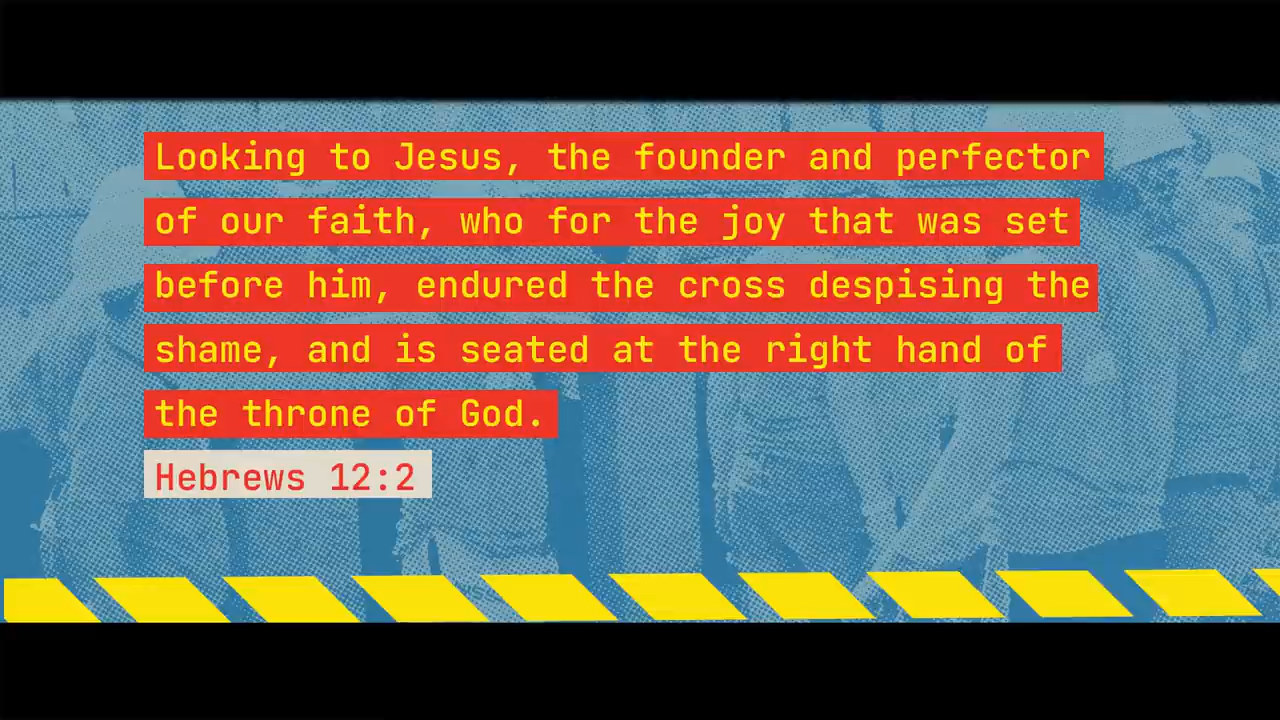 Looking to Jesus, the founder and perfector
of our faith, who for the joy that was set
before him, endured the cross despising the
shame, and is seated at the right hand of
the throne of God.
Hebrews 12:2